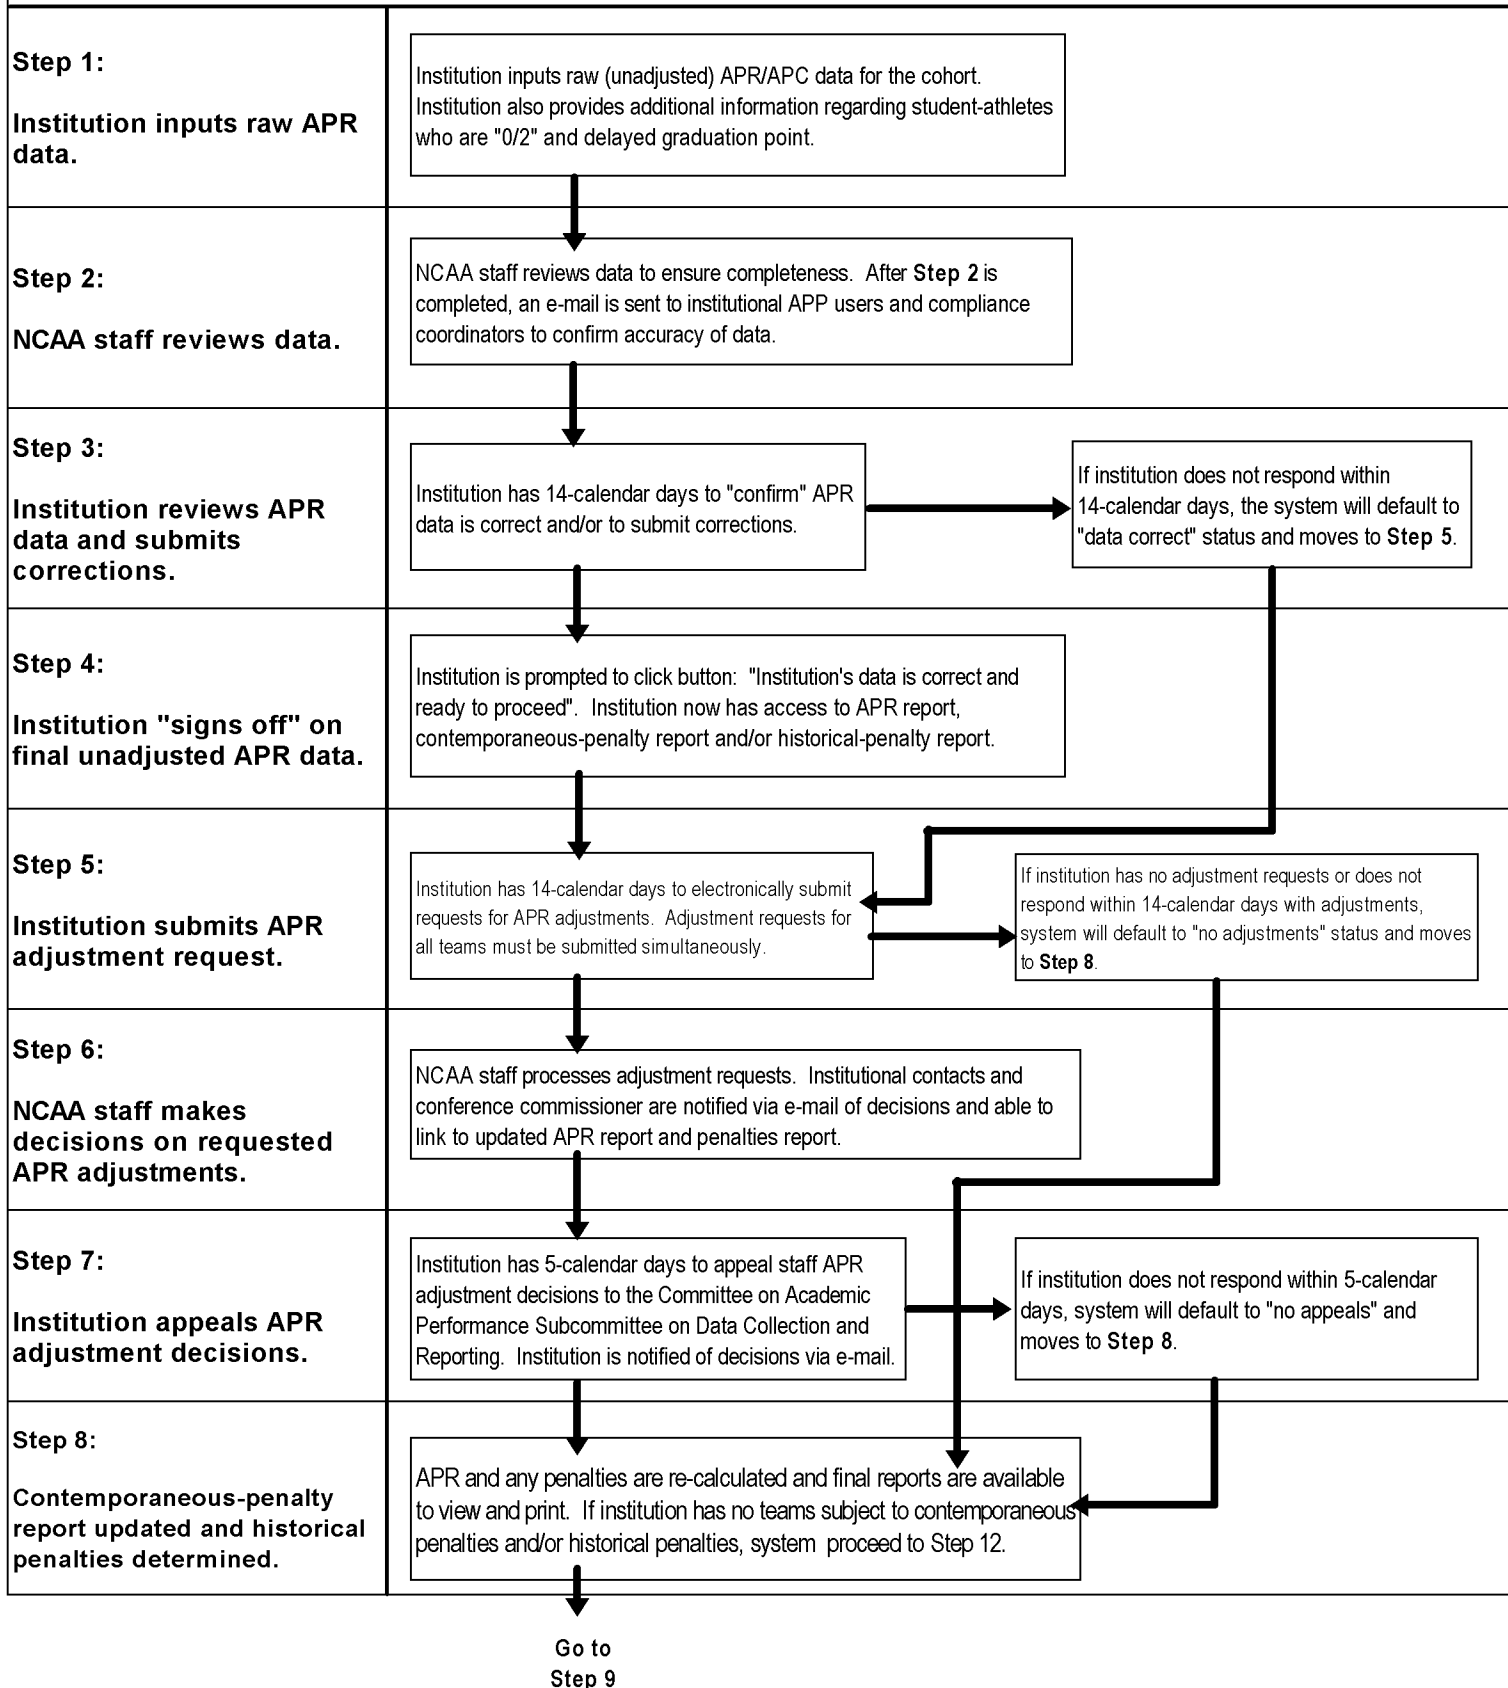 Step 1:
Institution inputs raw APR
data.
Institution inputs raw (unadjusted) APR/APC data for the cohort.
Institution also provides additional information regarding student-athletes
who are "0/2" and delayed graduation point.
Step 2:
NCAA staff reviews data.
NCAA staff reviews data to ensure completeness. After Step 2 is
completed, an e-mail is sent to institutional APP users and compliance
coordinators to confirm accuracy of data.
Step 3:
Institution reviews APR
data and submits
corrections.
Institution has 14-calendar days to "confirm" APR
data is correct and/or to submit corrections.
If institution does not respond within
14-calendar days, the system will default to
"data correct" status and moves to Step 5.
Step 4:
Institution "signs off" on
final unadjusted APR data.
Institution is prompted to click button: "Institution's data is correct and
ready to proceed". Institution now has access to APR report,
contemporaneous-penalty report and/or historical-penalty report.
Step 5:
Institution submits APR
adjustment request.
Institution has 14-calendar days to electronically submit
requests for APR adjustments. Adjustment requests for
all teams must be submitted simultaneously.
If institution has no adjustment requests or does not
respond within 14-calendar days with adjustments,
system will default to "no adjustments" status and moves
to Step 8.
Step 6:
NCAA staff makes
decisions on requested
APR adjustments.
NCAA staff processes adjustment requests. Institutional contacts and
conference commissioner are notified via e-mail of decisions and able to
link to updated APR report and penalties report.
Step 7:
Institution appeals APR
adjustment decisions.
Institution has 5-calendar days to appeal staff APR
adjustment decisions to the Committee on Academic
Performance Subcommittee on Data Collection and
Reporting. Institution is notified of decisions via e-mail.
If institution does not respond within 5-calendar
days, system will default to "no appeals" and
moves to Step 8.
Step 8:
Contemporaneous-penalty
report updated and historical
penalties determined.
APR and any penalties are re-calculated and final reports are available
to view and print. If institution has no teams subject to contemporaneous
penalties and/or historical penalties, system proceed to Step 12.
Go to
Step 9